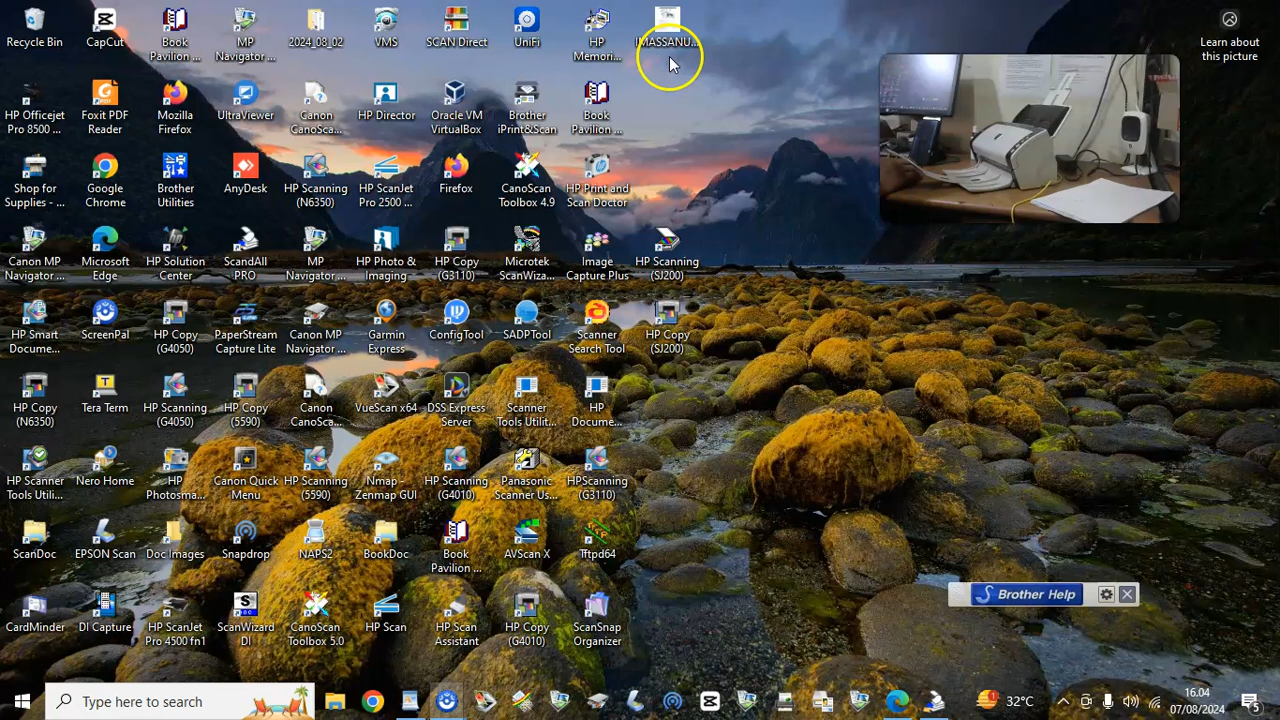 Recycle Bin
CapCut
Book
Pavilion ...
MP
Navigator ...
2024_08_02
VMS
SCAN Direct
UniFi
HP
Memori...
IMASSANU...
Learn about
this picture
HP Officejet
Pro 8500 ...
Foxit PDF
Reader
Mozilla
Firefox
UltraViewer
Canon
CanoSca...
HP Director
Oracle VM
VirtualBox
Brother
iPrint&Scan
Book
Pavilion ...
Shop for
Supplies - ...
Google
Chrome
Brother
Utilities
AnyDesk
HP Scanning
(N6350)
HP ScanJet
Pro 2500 ...
Firefox
CanoScan
Toolbox 4.9
HP Print and
Scan Doctor
Canon MP
Navigator ...
Microsoft
Edge
HP Solution
Center
ScandAll
PRO
MP
Navigator ...
HP Photo &
Imaging
HP Copy
(G3110)
Microtek
ScanWiza...
Image
Capture Plus
HP Scanning
(SJ200)
HP Smart
Docume...
ScreenPal
HP Copy
(G4050)
PaperStream
Capture Lite
Canon MP
Navigator ...
Garmin
Express
ConfigTool
SADPTool
Scanner
Search Tool
HP Copy
(SJ200)
HP Copy
(N6350)
Tera Term
HP Scanning
(G4050)
HP Copy
(5590)
Canon
CanoSca...
VueScan x64
DSS Express
Server
Scanner
Tools Utilit...
HP
Docume...
HP Scanner
Tools Utili...
Nero Home
HP
Photosma...
Canon Quick
Menu
HP Scanning
(5590)
Nmap -
Zenmap GUI
HP Scanning
(G4010)
Panasonic
Scanner Us...
HPScanning
(G3110)
ScanDoc
EPSON Scan
Doc Images
Snapdrop
NAPS2
BookDoc
Book
Pavilion ...
AVScan X
Tftpd64
CardMinder
DI Capture
HP ScanJet
Pro 4500 fn1
ScanWizard
DI
CanoScan
Toolbox 5.0
HP Scan
HP Scan
Assistant
HP Copy
(G4010)
ScanSnap
Organizer
Brother Help
Type here to search
32°C
16.04
07/08/2024
1
5